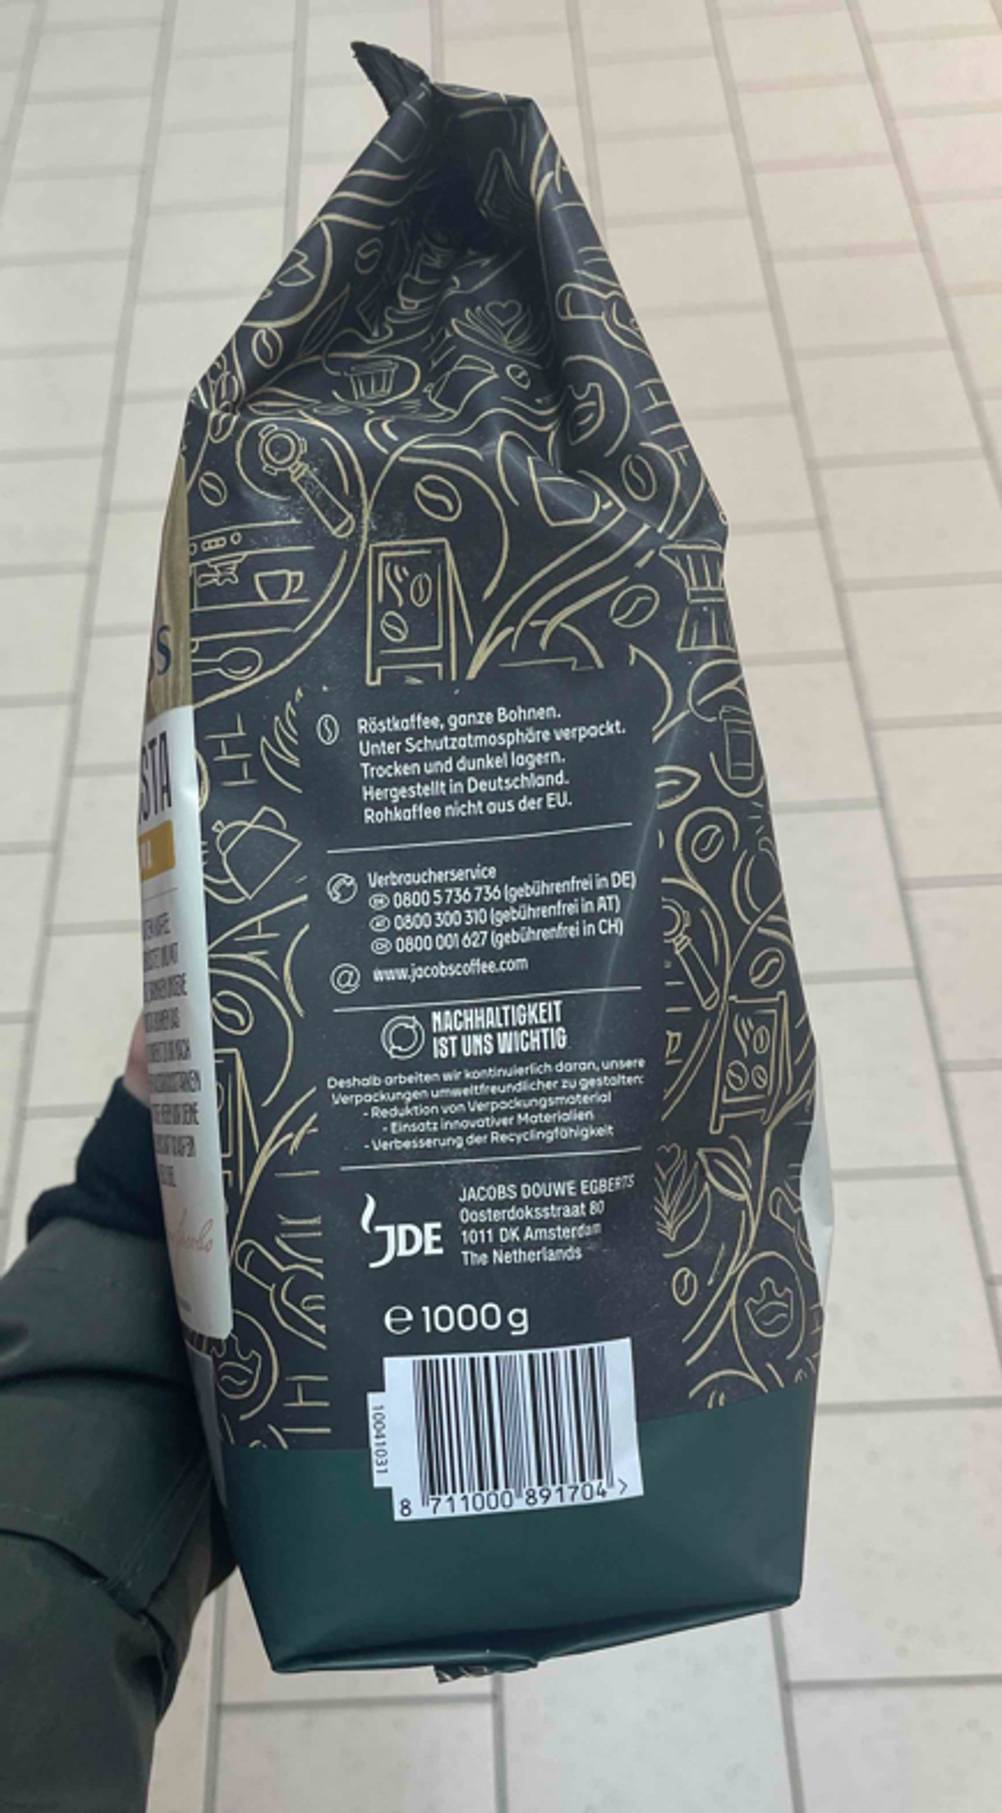 S
STA
Röstkaffee, ganze Bohnen.
Unter Schutzatmosphäre verpackt.
Trocken und dunkel lagern.
Hergestellt in Deutschland.
Rohkaffee nicht aus der EU.
Verbraucherservice
DE 0800 5 736 736 (gebührenfrei in DE)
AT 0800 300 310 (gebührenfrei in AT)
CH 0800 001 627 (gebührenfrei in CH)
@ www.jacobscoffee.com
NACHHALTIGKEIT
IST UNS WICHTIG
Deshalb arbeiten wir kontinuierlich daran, unsere
Verpackungen umweltfreundlicher zu gestalten:
- Reduktion von Verpackungsmaterial
- Einsatz innovativer Materialien
- Verbesserung der Recyclingfähigkeit
JDE
JACOBS DOUWE EGBERTS
Oosterdoksstraat 80
1011 DK Amsterdam
The Netherlands
e 1000 g
10041031
8 711000 891704 >